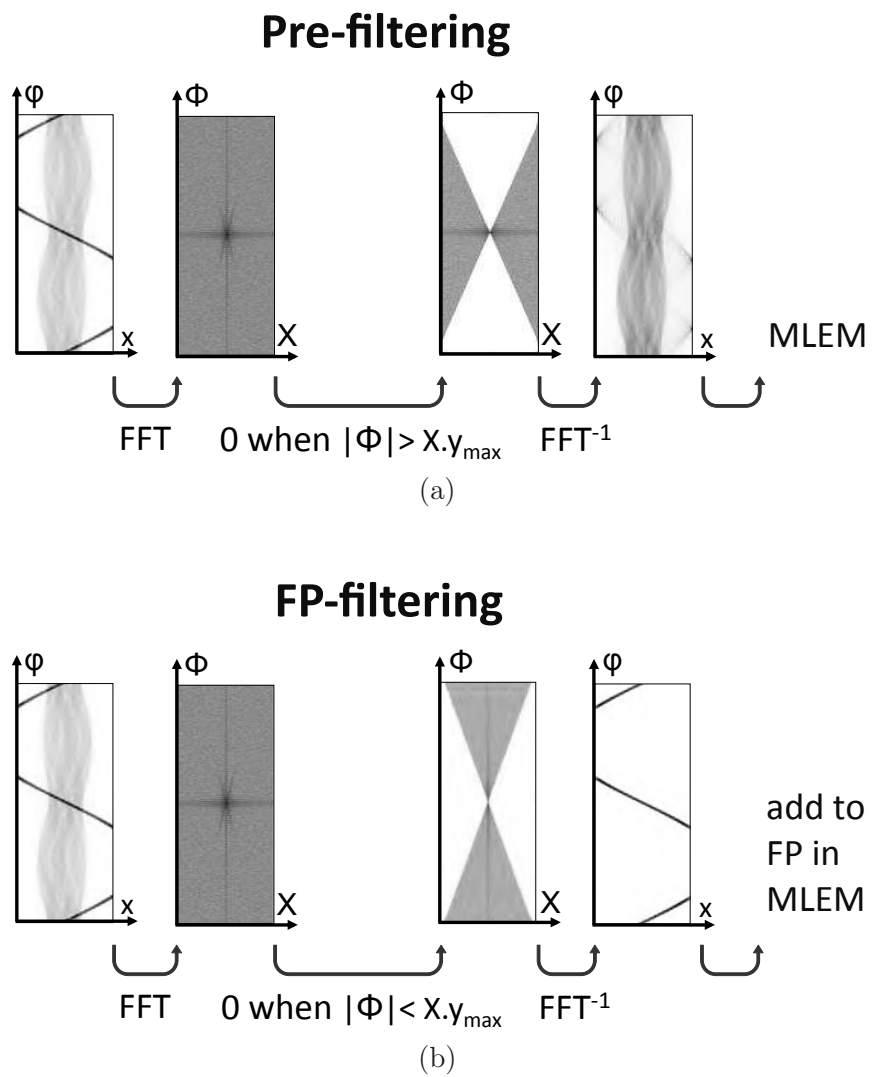 Pre-filtering
φ Φ Φ φ
x X X x
MLEM
FFT 0 when |Φ| > X.y_max FFT^-1
(a)
FP-filtering
φ Φ Φ φ
x X X x
add to
FP in
MLEM
FFT 0 when |Φ| < X.y_max FFT^-1
(b)